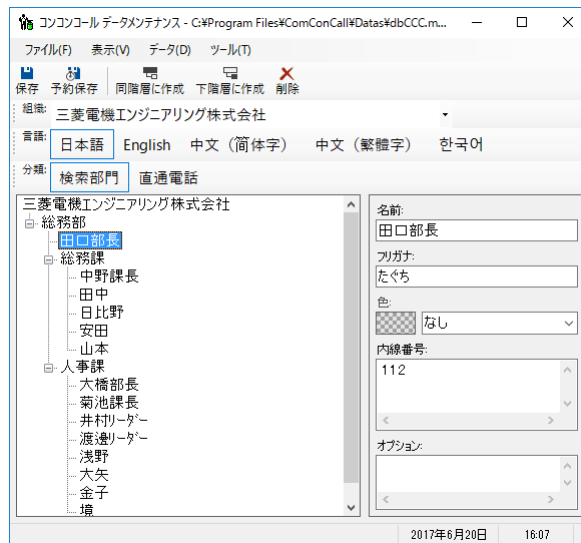 コンコンコール データメンテナンス - C:¥Program Files¥ComConCall¥Datas¥dbCCC.m...
ファイル(F) 表示(V) データ(D) ツール(T)
保存 予約保存 同階層に作成 下階層に作成 削除
組織: 三菱電機エンジニアリング株式会社
言語: 日本語 English 中文（简体字） 中文（繁體字） 한국어
分類: 検索部門 直通電話
三菱電機エンジニアリング株式会社
総務部
田口部長
総務課
中野課長
田中
日比野
安田
山本
人事課
大橋部長
菊池課長
井村リーダー
渡邊リーダー
浅野
大矢
金子
境
名前:
田口部長
フリガナ:
たぐち
色:
なし
内線番号:
112
オプション:
2017年6月20日 16:07